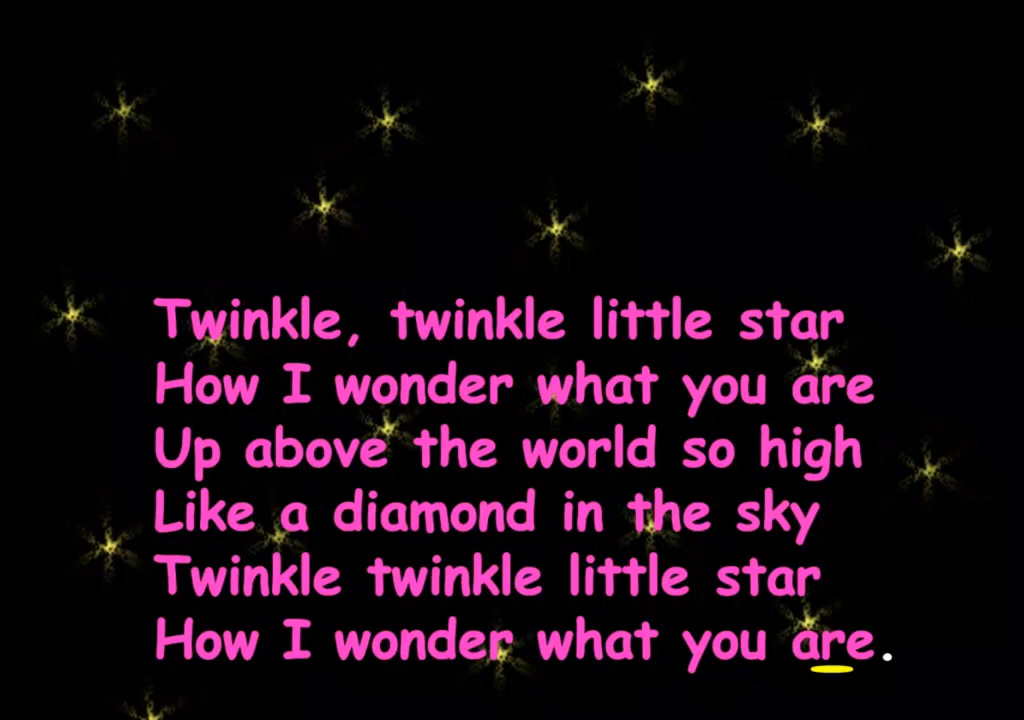 Twinkle, twinkle little star
How I wonder what you are
Up above the world so high
Like a diamond in the sky
Twinkle twinkle little star
How I wonder what you are.